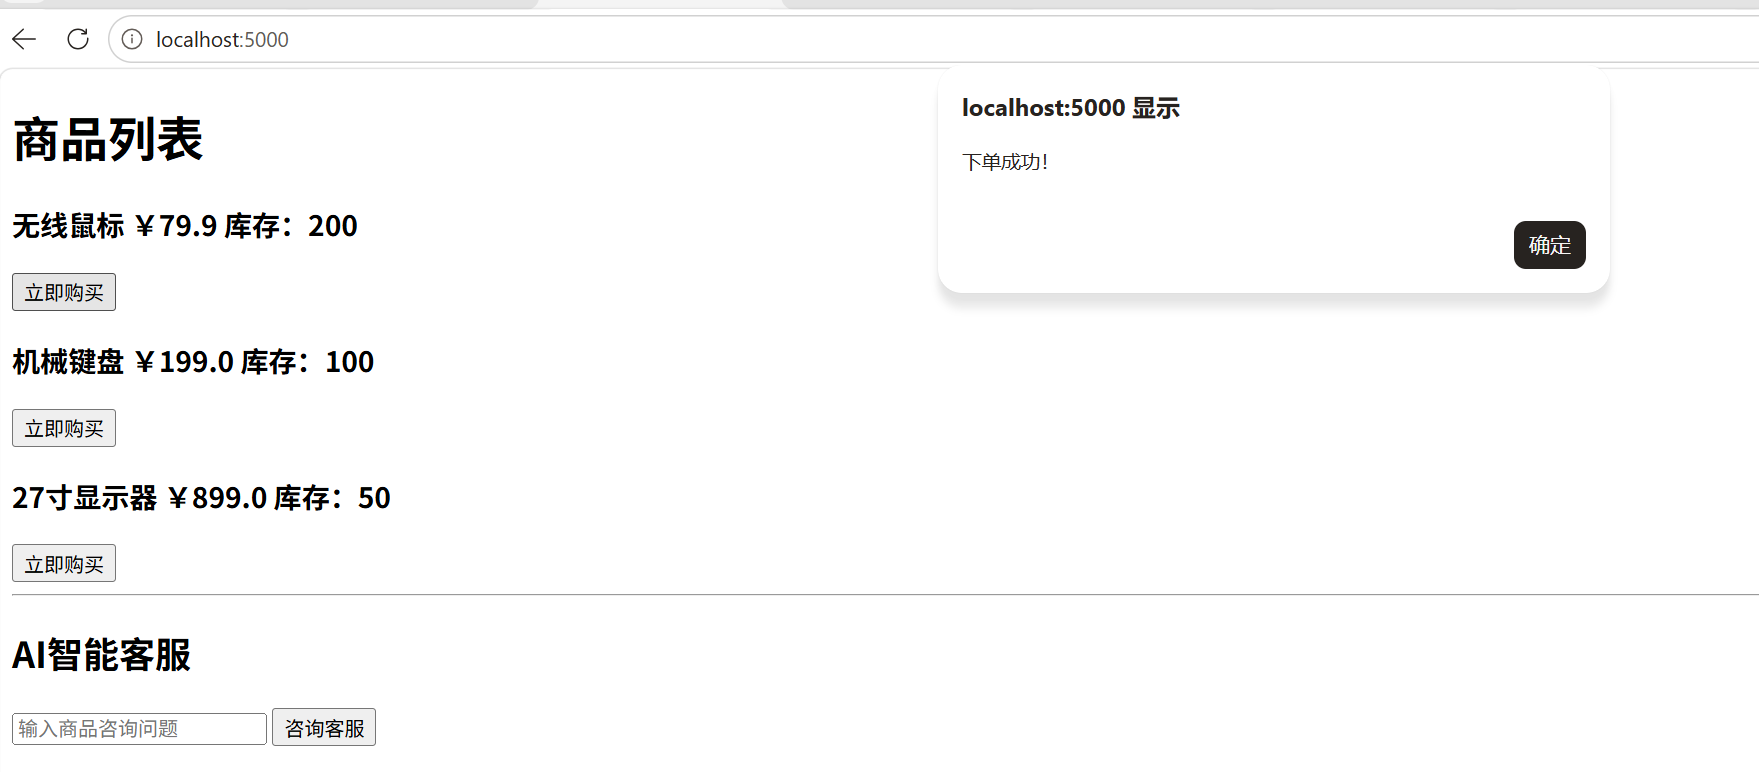 localhost:5000
localhost:5000 显示
下单成功！
确定
商品列表
无线鼠标 ￥79.9 库存：200
立即购买
机械键盘 ￥199.0 库存：100
立即购买
27寸显示器 ￥899.0 库存：50
立即购买
AI智能客服
输入商品咨询问题 咨询客服